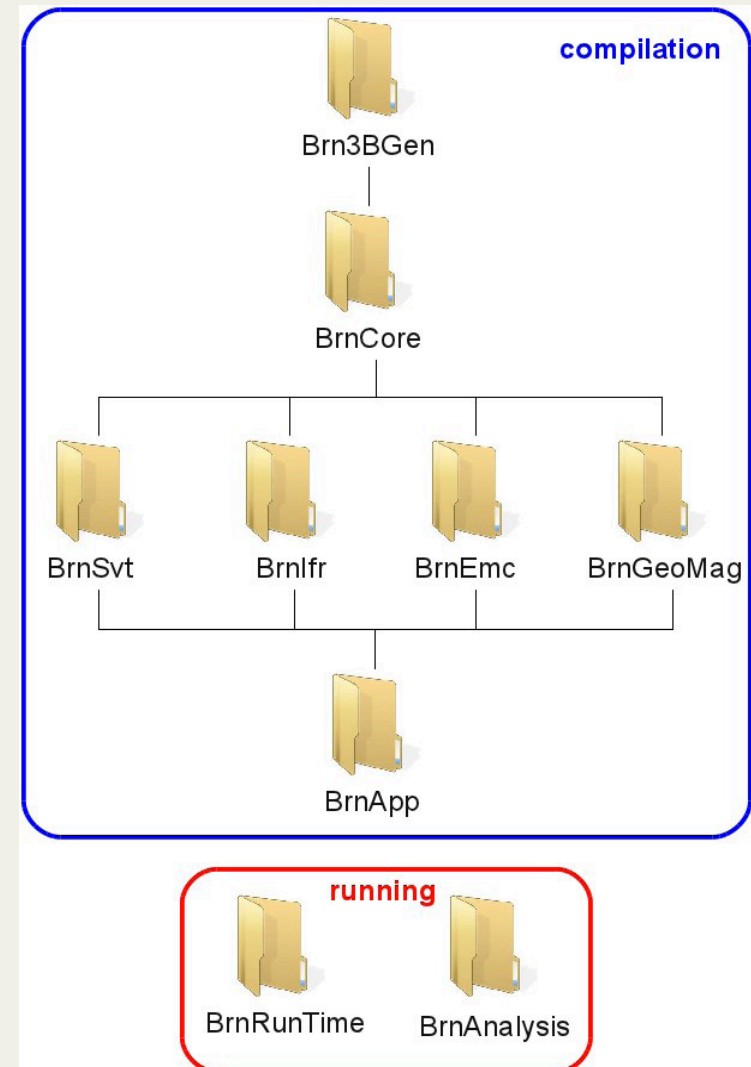 compilation
Brn3BGen
BrnCore
BrnSvt BrnIfr BrnEmc BrnGeoMag
BrnApp
running
BrnRunTime BrnAnalysis